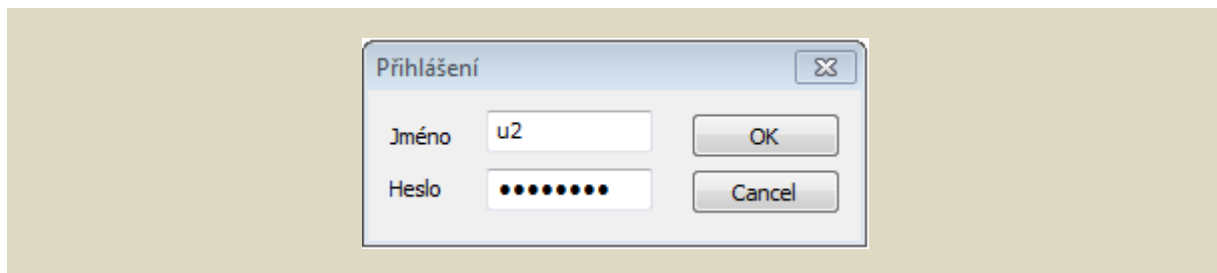 Přihlášení
Jméno u2 OK
Heslo ●●●●●●●● Cancel